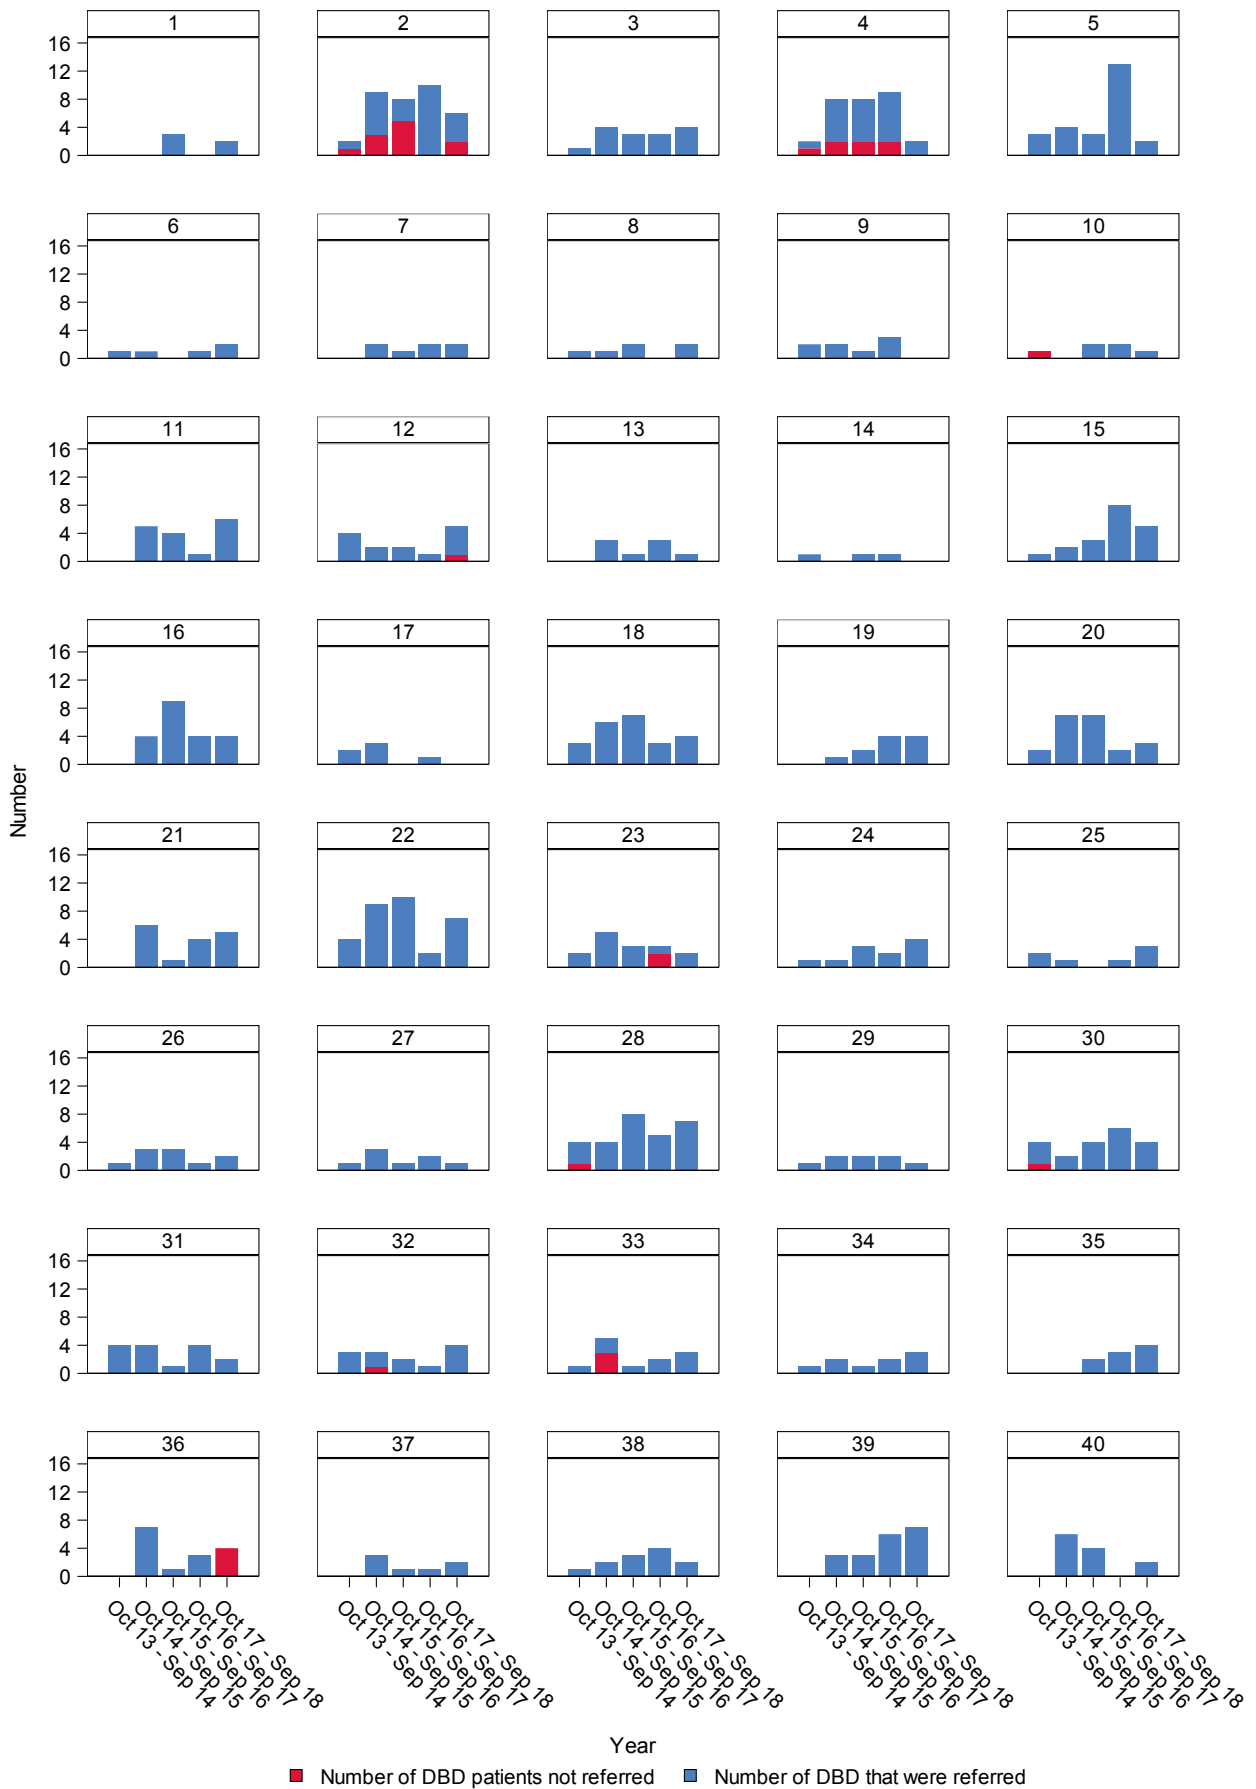 1 2 3 4 5
16
12
8
4
0
6 7 8 9 10
16
12
8
4
0
11 12 13 14 15
16
12
8
4
0
16 17 18 19 20
16
12
8
4
0
Number
21 22 23 24 25
16
12
8
4
0
26 27 28 29 30
16
12
8
4
0
31 32 33 34 35
16
12
8
4
0
36 37 38 39 40
16
12
8
4
0
Oct 13 - Sep 14
Oct 14 - Sep 15
Oct 15 - Sep 16
Oct 16 - Sep 17
Oct 17 - Sep 18
Oct 13 - Sep 14
Oct 14 - Sep 15
Oct 15 - Sep 16
Oct 16 - Sep 17
Oct 17 - Sep 18
Oct 13 - Sep 14
Oct 14 - Sep 15
Oct 15 - Sep 16
Oct 16 - Sep 17
Oct 17 - Sep 18
Oct 13 - Sep 14
Oct 14 - Sep 15
Oct 15 - Sep 16
Oct 16 - Sep 17
Oct 17 - Sep 18
Oct 13 - Sep 14
Oct 14 - Sep 15
Oct 15 - Sep 16
Oct 16 - Sep 17
Oct 17 - Sep 18
Year
Number of DBD patients not referred Number of DBD that were referred